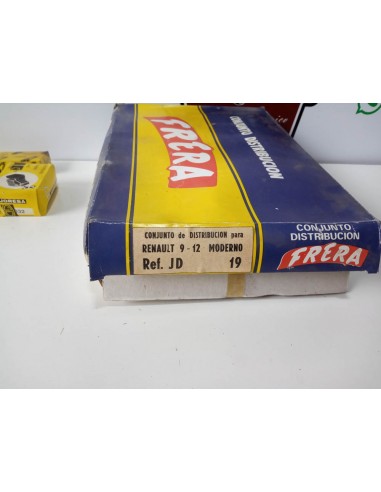 FRERA
CONJUNTO DISTRIBUCION
CONJUNTO de DISTRIBUCION para
RENAULT 9 - 12 MODERNO
Ref. JD 19
CONJUNTO
DISTRIBUCION
FRERA